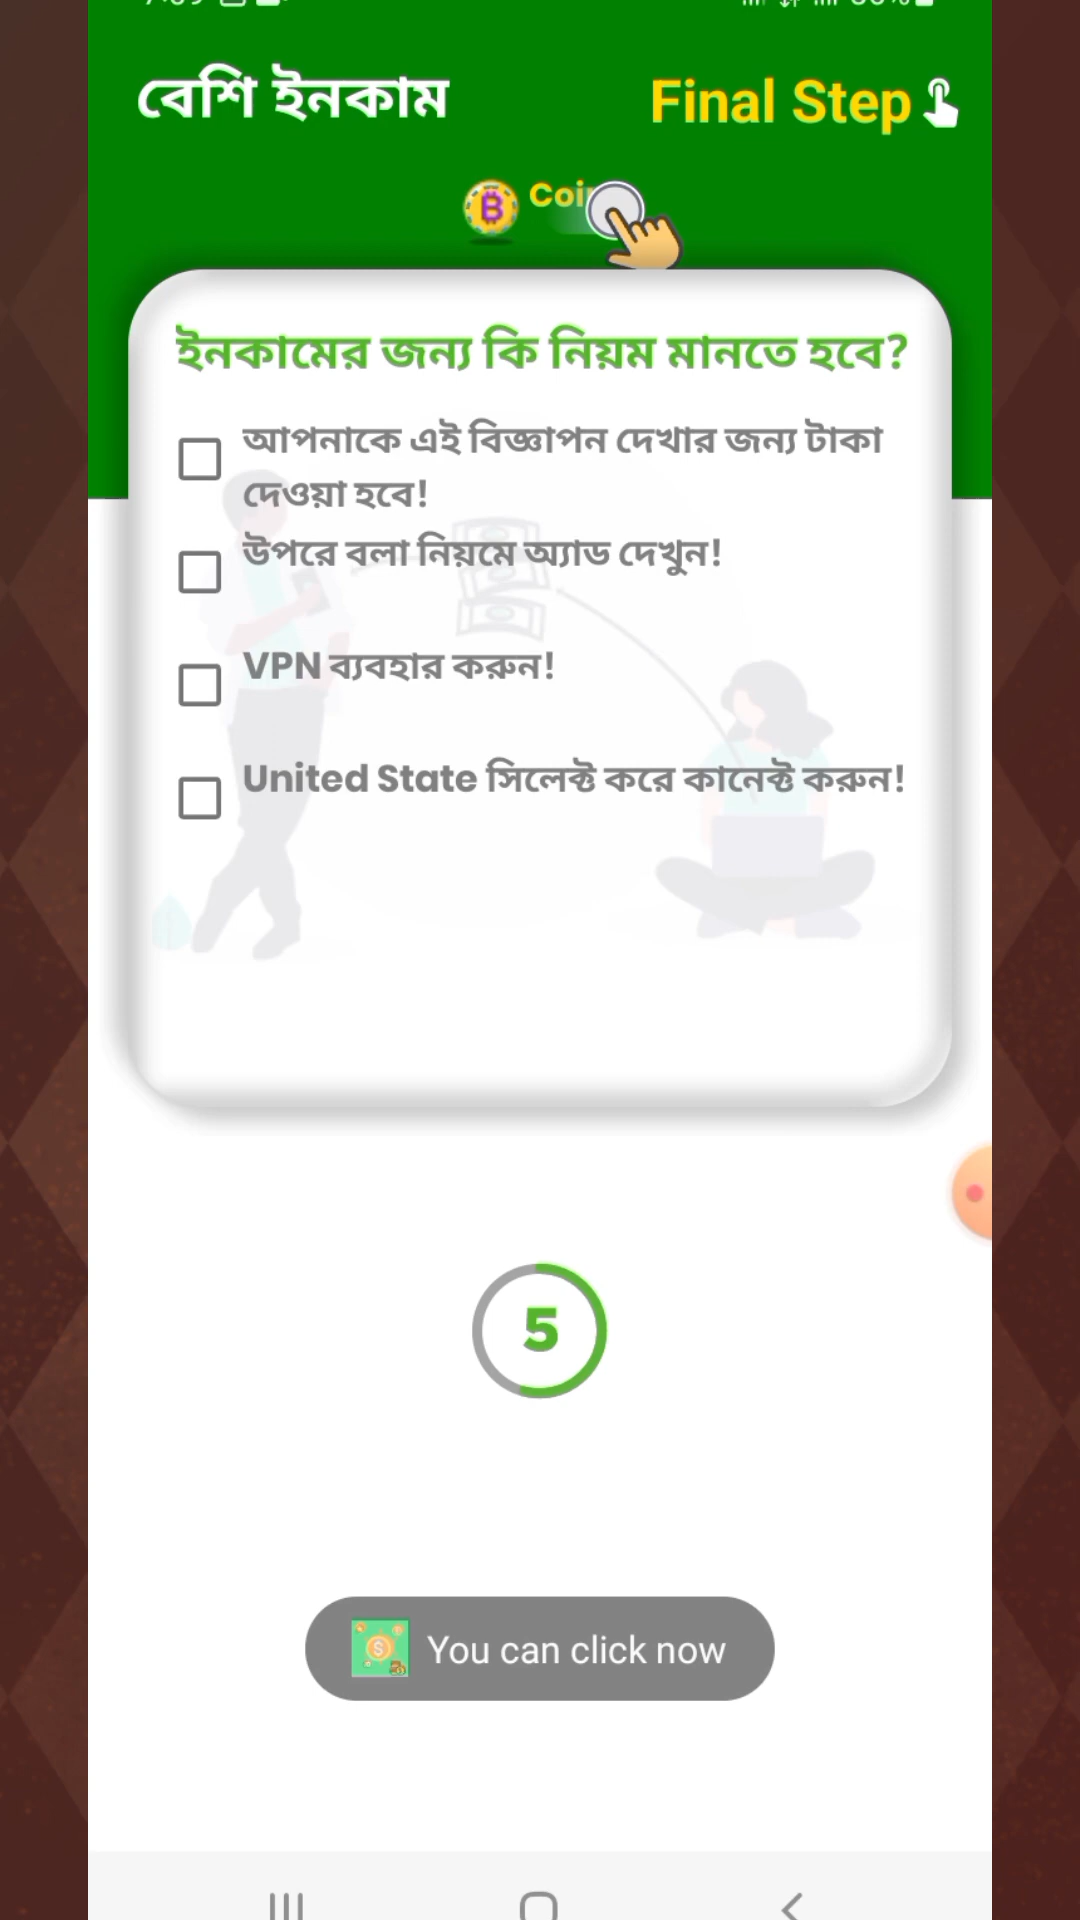 বেশি ইনকাম
Final Step
ইনকামের জন্য কি নিয়ম মানতে হবে?
আপনাকে এই বিজ্ঞাপন দেখার জন্য টাকা
দেওয়া হবে!
উপরে বলা নিয়মে অ্যাড দেখুন!
VPN ব্যবহার করুন!
United State সিলেক্ট করে কানেক্ট করুন!
5
You can click now